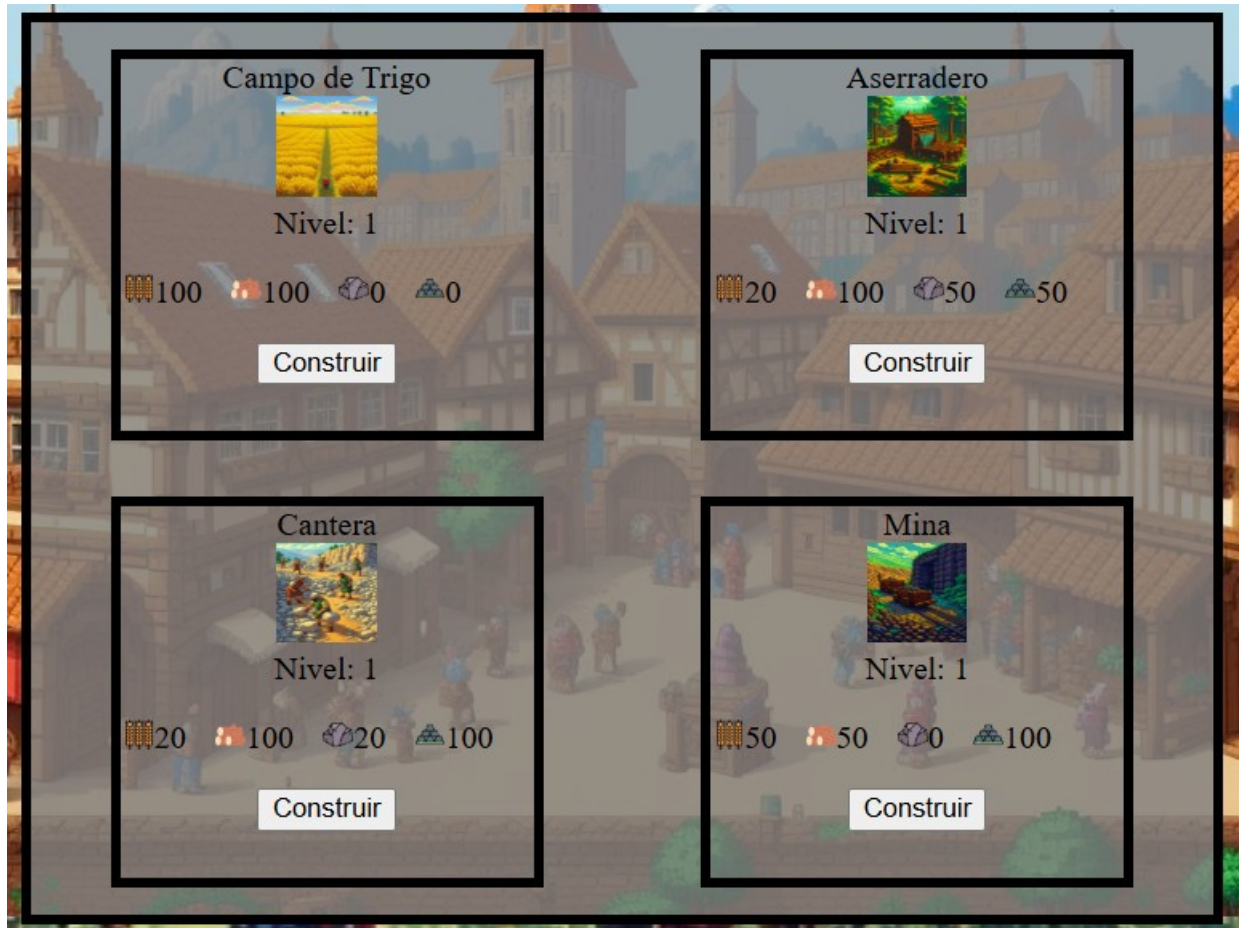 Campo de Trigo
Nivel: 1
100 100 0 0
Construir
Aserradero
Nivel: 1
20 100 50 50
Construir
Cantera
Nivel: 1
20 100 20 100
Construir
Mina
Nivel: 1
50 50 0 100
Construir